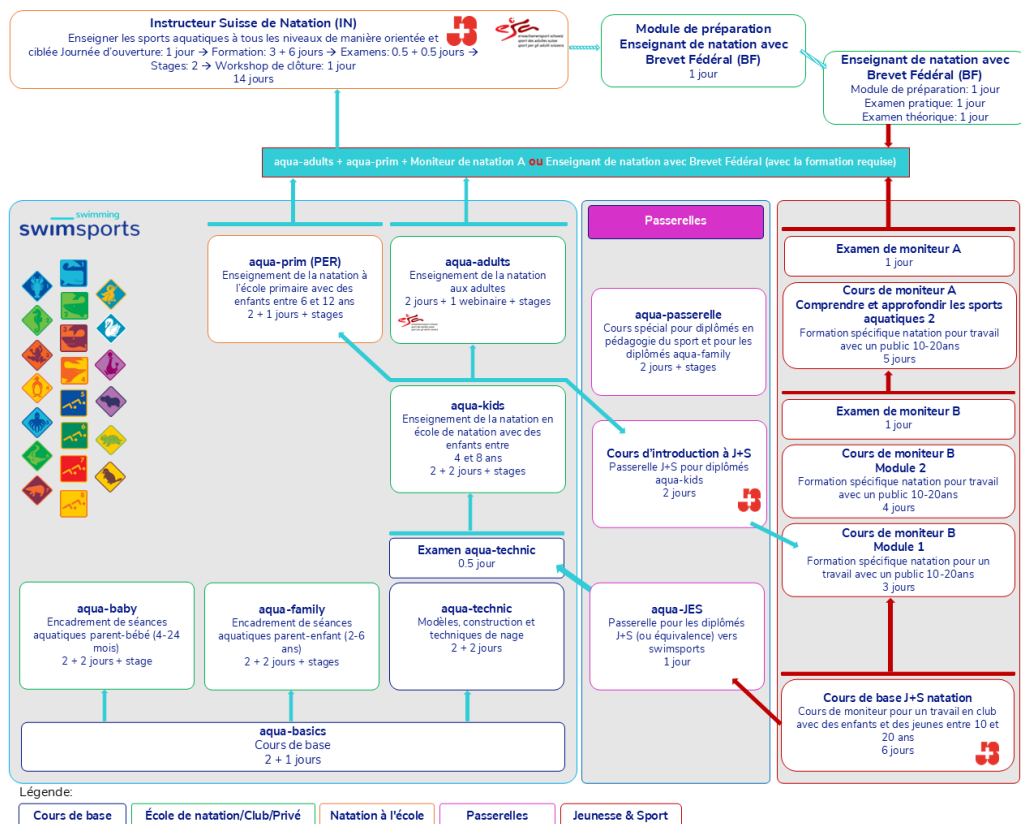 Instructeur Suisse de Natation (IN)
Enseigner les sports aquatiques à tous les niveaux de manière orientée et
ciblée Journée d'ouverture: 1 jour → Formation: 3 + 6 jours → Examens: 0.5 + 0.5 jours →
Stages: 2 → Workshop de clôture: 1 jour
14 jours
Module de préparation
Enseignant de natation avec
Brevet Fédéral (BF)
1 jour
Enseignant de natation avec
Brevet Fédéral (BF)
Module de préparation: 1 jour
Examen pratique: 1 jour
Examen théorique: 1 jour
aqua-adults + aqua-prim + Moniteur de natation A ou Enseignant de natation avec Brevet Fédéral (avec la formation requise)
swimming
swimsports
aqua-prim (PER)
Enseignement de la natation à
l'école primaire avec des
enfants entre 6 et 12 ans
2 + 1 jours + stages
aqua-adults
Enseignement de la natation
aux adultes
2 jours + 1 webinaire + stages
aqua-kids
Enseignement de la natation en
école de natation avec des
enfants entre
4 et 8 ans
2 + 2 jours + stages
Examen aqua-technic
0.5 jour
aqua-baby
Encadrement de séances
aquatiques parent-bébé (4-24
mois)
2 + 2 jours + stage
aqua-family
Encadrement de séances
aquatiques parent-enfant (2-6
ans)
2 + 2 jours + stages
aqua-technic
Modèles, construction et
techniques de nage
2 + 2 jours
aqua-basics
Cours de base
2 + 1 jours
Passerelles
aqua-passerelle
Cours spécial pour diplômés en
pédagogie du sport et pour les
diplômés aqua-family
2 jours + stages
Cours d'introduction à J+S
Passerelle J+S pour diplômés
aqua-kids
2 jours
aqua-JES
Passerelle pour les diplômés
J+S (ou équivalence) vers
swimsports
1 jour
Examen de moniteur A
1 jour
Cours de moniteur A
Comprendre et approfondir les sports
aquatiques 2
Formation spécifique natation pour travail
avec un public 10-20ans
5 jours
Examen de moniteur B
1 jour
Cours de moniteur B
Module 2
Formation spécifique natation pour travail
avec un public 10-20ans
4 jours
Cours de moniteur B
Module 1
Formation spécifique natation pour un
travail avec un public 10-20ans
3 jours
Cours de base J+S natation
Cours de moniteur pour un travail en club
avec des enfants et des jeunes entre 10 et
20 ans
6 jours
Légende:
Cours de base
École de natation/Club/Privé
Natation à l'école
Passerelles
Jeunesse & Sport